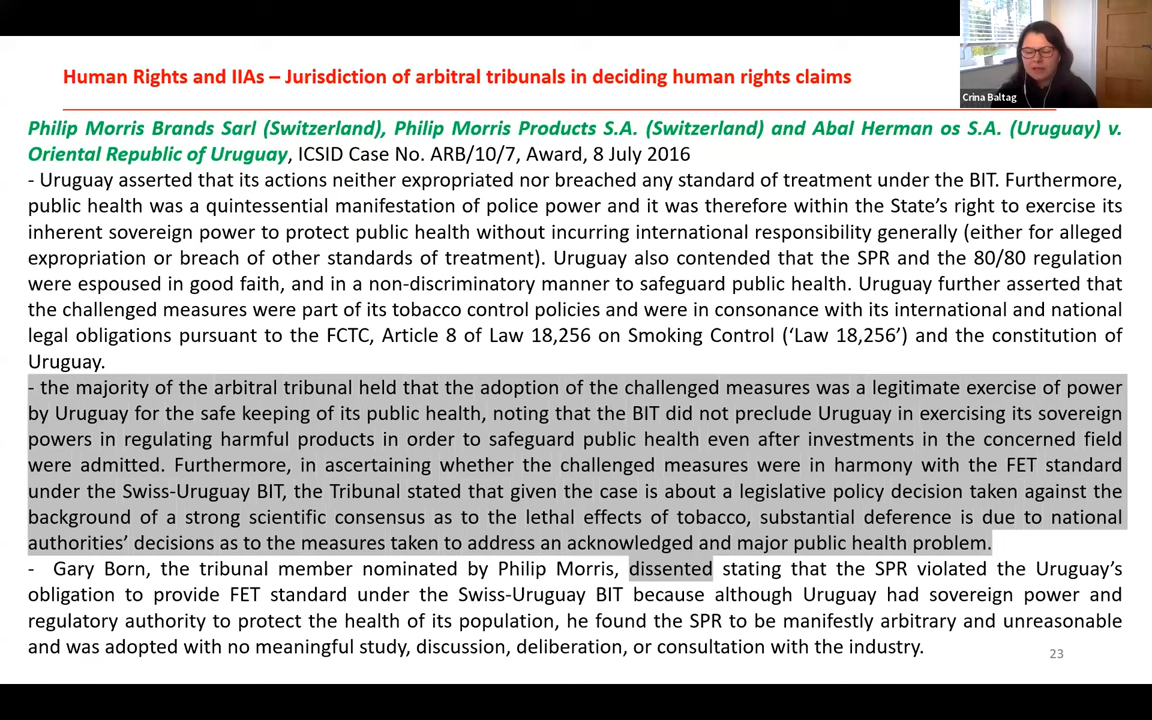 Human Rights and IIAs – Jurisdiction of arbitral tribunals in deciding human rights claims
Crina Baltag
Philip Morris Brands Sarl (Switzerland), Philip Morris Products S.A. (Switzerland) and Abal Herman os S.A. (Uruguay) v.
Oriental Republic of Uruguay, ICSID Case No. ARB/10/7, Award, 8 July 2016
- Uruguay asserted that its actions neither expropriated nor breached any standard of treatment under the BIT. Furthermore,
public health was a quintessential manifestation of police power and it was therefore within the State's right to exercise its
inherent sovereign power to protect public health without incurring international responsibility generally (either for alleged
expropriation or breach of other standards of treatment). Uruguay also contended that the SPR and the 80/80 regulation
were espoused in good faith, and in a non-discriminatory manner to safeguard public health. Uruguay further asserted that
the challenged measures were part of its tobacco control policies and were in consonance with its international and national
legal obligations pursuant to the FCTC, Article 8 of Law 18,256 on Smoking Control ('Law 18,256') and the constitution of
Uruguay.
- the majority of the arbitral tribunal held that the adoption of the challenged measures was a legitimate exercise of power
by Uruguay for the safe keeping of its public health, noting that the BIT did not preclude Uruguay in exercising its sovereign
powers in regulating harmful products in order to safeguard public health even after investments in the concerned field
were admitted. Furthermore, in ascertaining whether the challenged measures were in harmony with the FET standard
under the Swiss-Uruguay BIT, the Tribunal stated that given the case is about a legislative policy decision taken against the
background of a strong scientific consensus as to the lethal effects of tobacco, substantial deference is due to national
authorities' decisions as to the measures taken to address an acknowledged and major public health problem.
- Gary Born, the tribunal member nominated by Philip Morris, dissented stating that the SPR violated the Uruguay's
obligation to provide FET standard under the Swiss-Uruguay BIT because although Uruguay had sovereign power and
regulatory authority to protect the health of its population, he found the SPR to be manifestly arbitrary and unreasonable
and was adopted with no meaningful study, discussion, deliberation, or consultation with the industry.
23